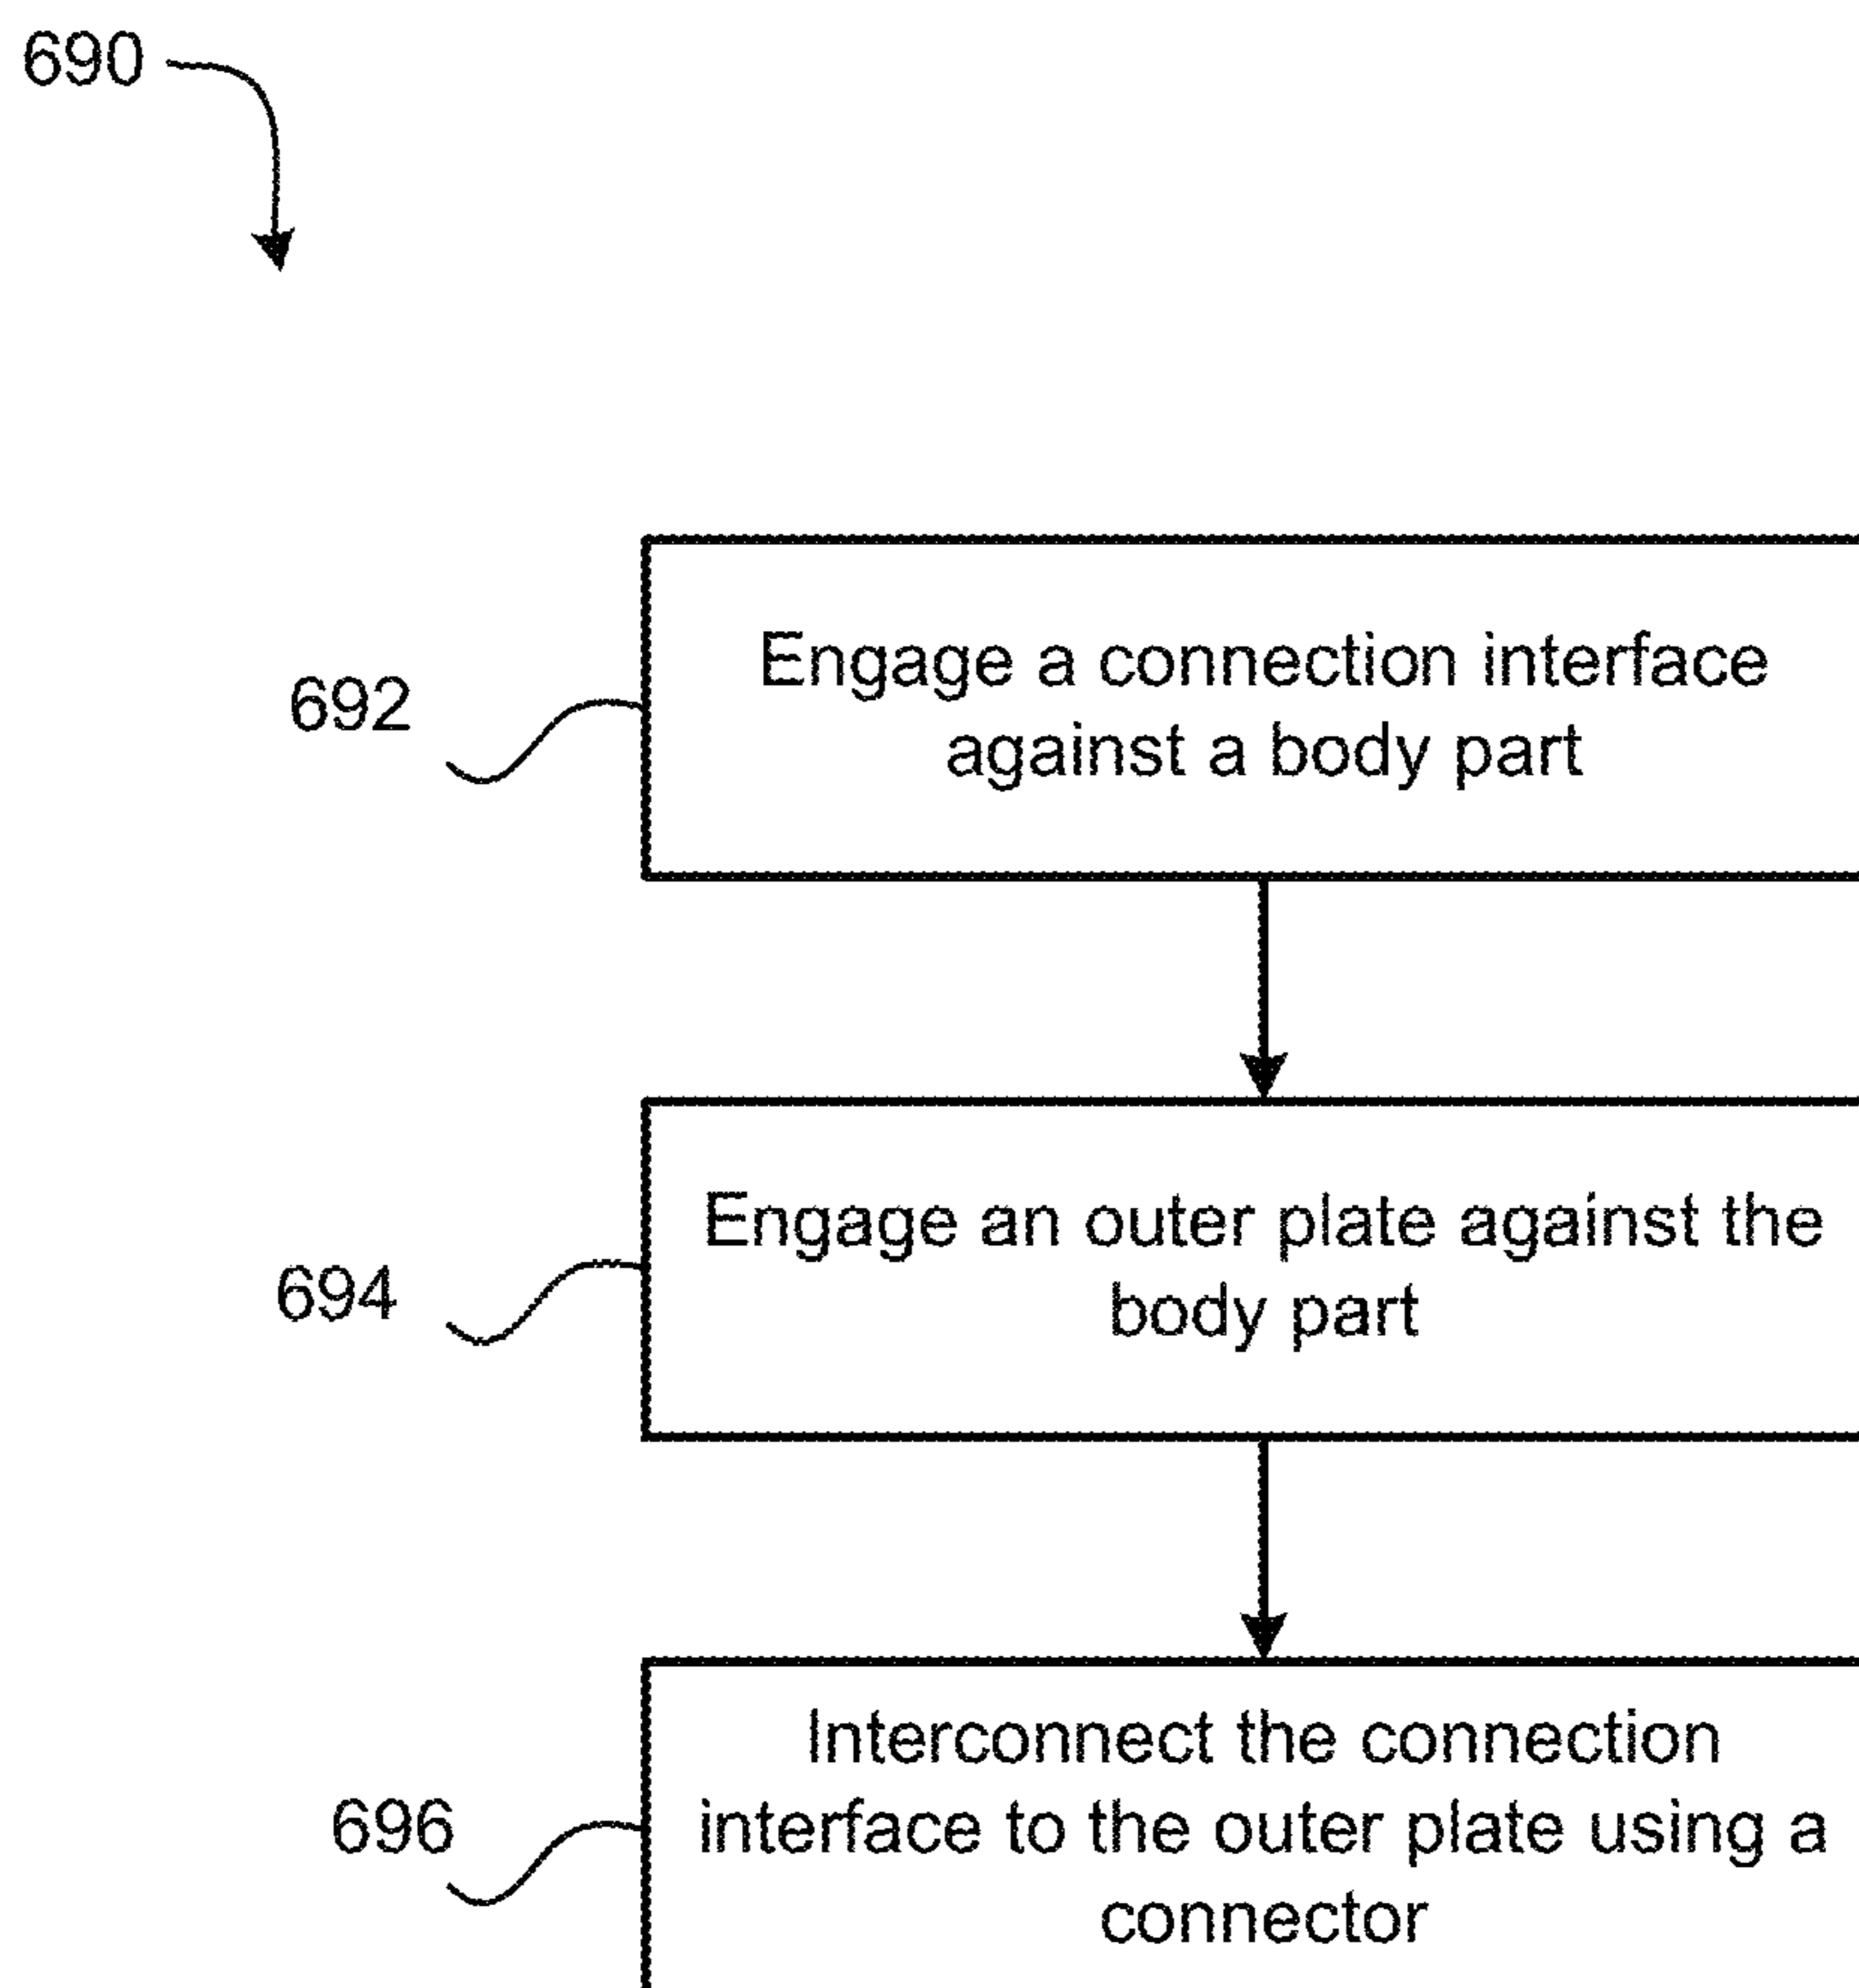 690
692
Engage a connection interface
against a body part
694
Engage an outer plate against the
body part
696
Interconnect the connection
interface to the outer plate using a
connector